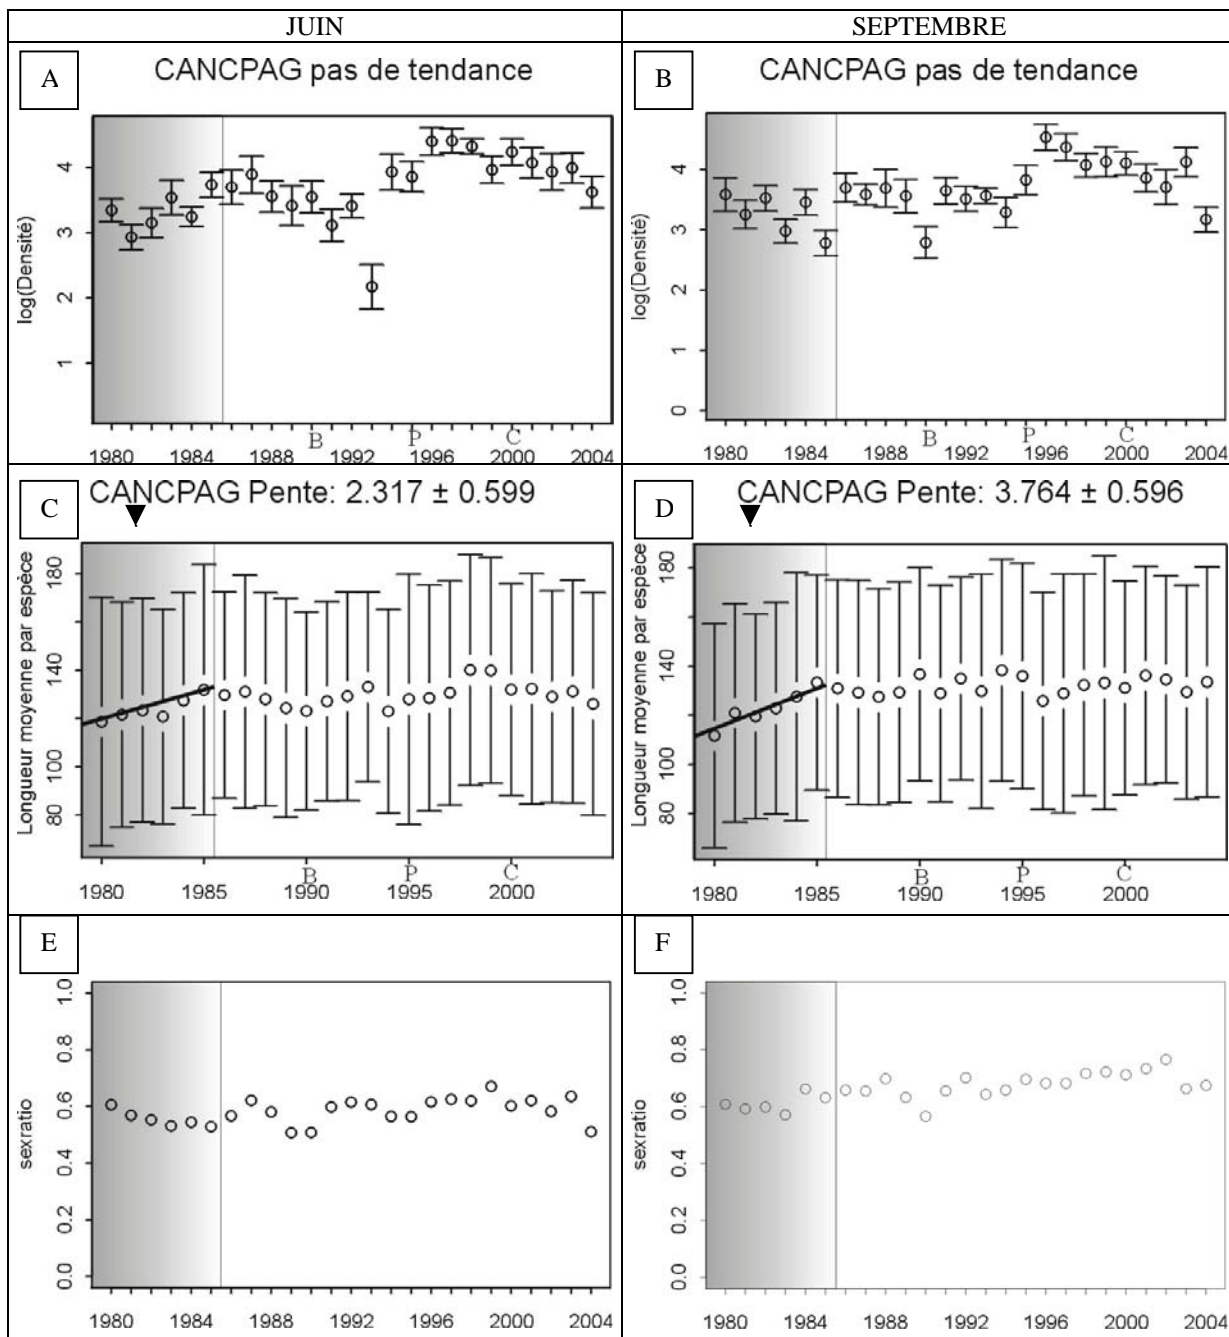 JUIN
SEPTEMBRE
A
CANCPAG pas de tendance
log(Densité)
4
3
2
1
B P C
1980 1984 1988 1992 1996 2000 2004
B
CANCPAG pas de tendance
log(Densité)
4
3
2
1
0
B P C
1980 1984 1988 1992 1996 2000 2004
C
CANCPAG Pente: 2.317 ± 0.599
Longueur moyenne par espèce
180
140
100
80
B P C
1980 1985 1990 1995 2000
D
CANCPAG Pente: 3.764 ± 0.596
Longueur moyenne par espèce
180
140
100
80
B P C
1980 1985 1990 1995 2000
E
sexratio
1.0
0.8
0.6
0.4
0.2
0.0
1980 1984 1988 1992 1996 2000 2004
F
sexratio
1.0
0.8
0.6
0.4
0.2
0.0
1980 1984 1988 1992 1996 2000 2004